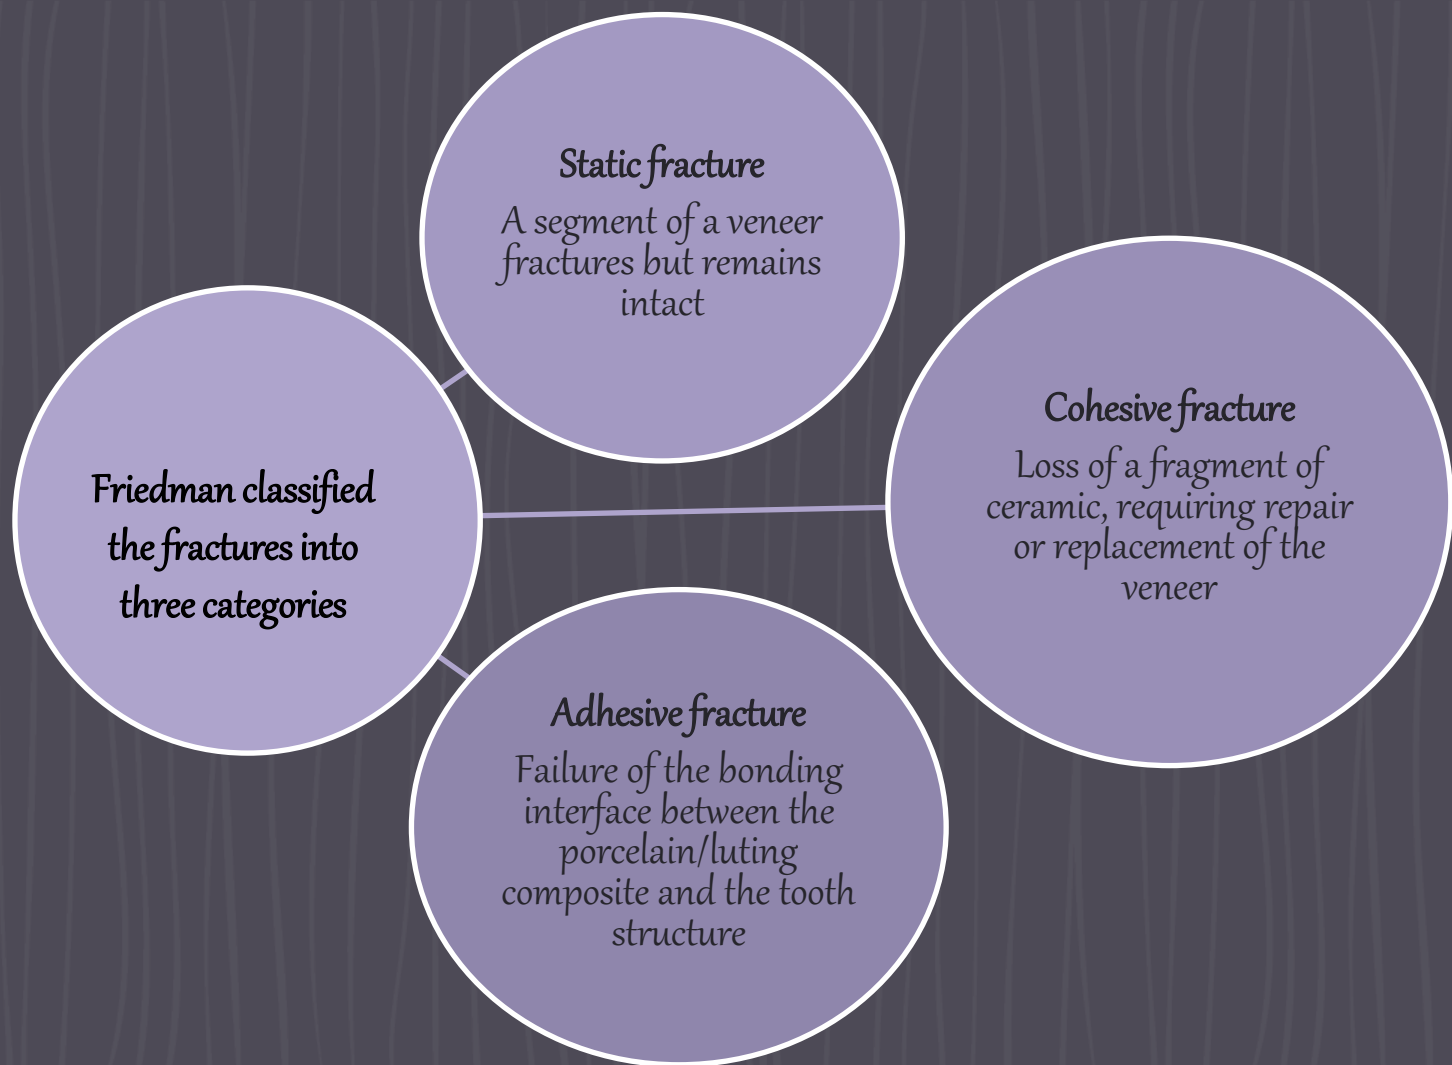 Friedman classified
the fractures into
three categories
Static fracture
A segment of a veneer
fractures but remains
intact
Cohesive fracture
Loss of a fragment of
ceramic, requiring repair
or replacement of the
veneer
Adhesive fracture
Failure of the bonding
interface between the
porcelain/luting
composite and the tooth
structure